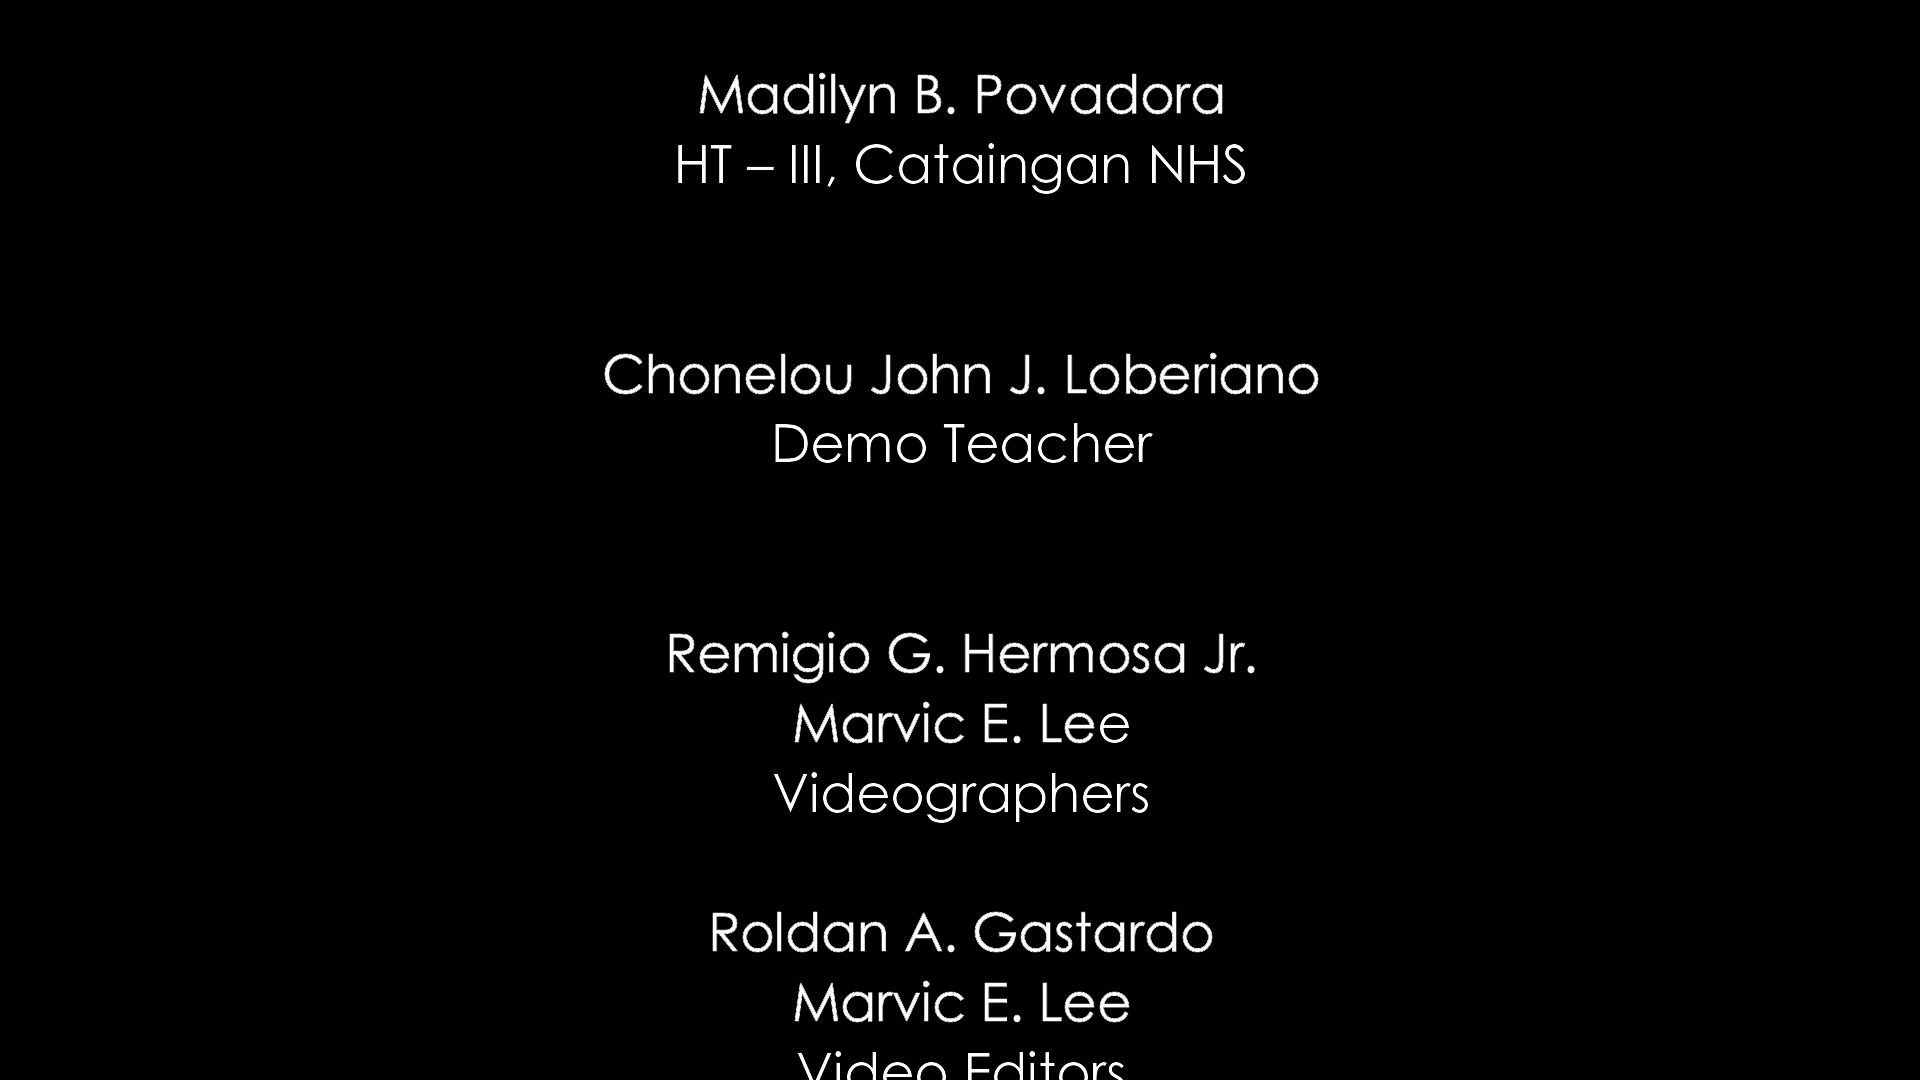 Madilyn B. Povadora
HT – III, Cataingan NHS
Chonelou John J. Loberiano
Demo Teacher
Remigio G. Hermosa Jr.
Marvic E. Lee
Videographers
Roldan A. Gastardo
Marvic E. Lee
Video Editors